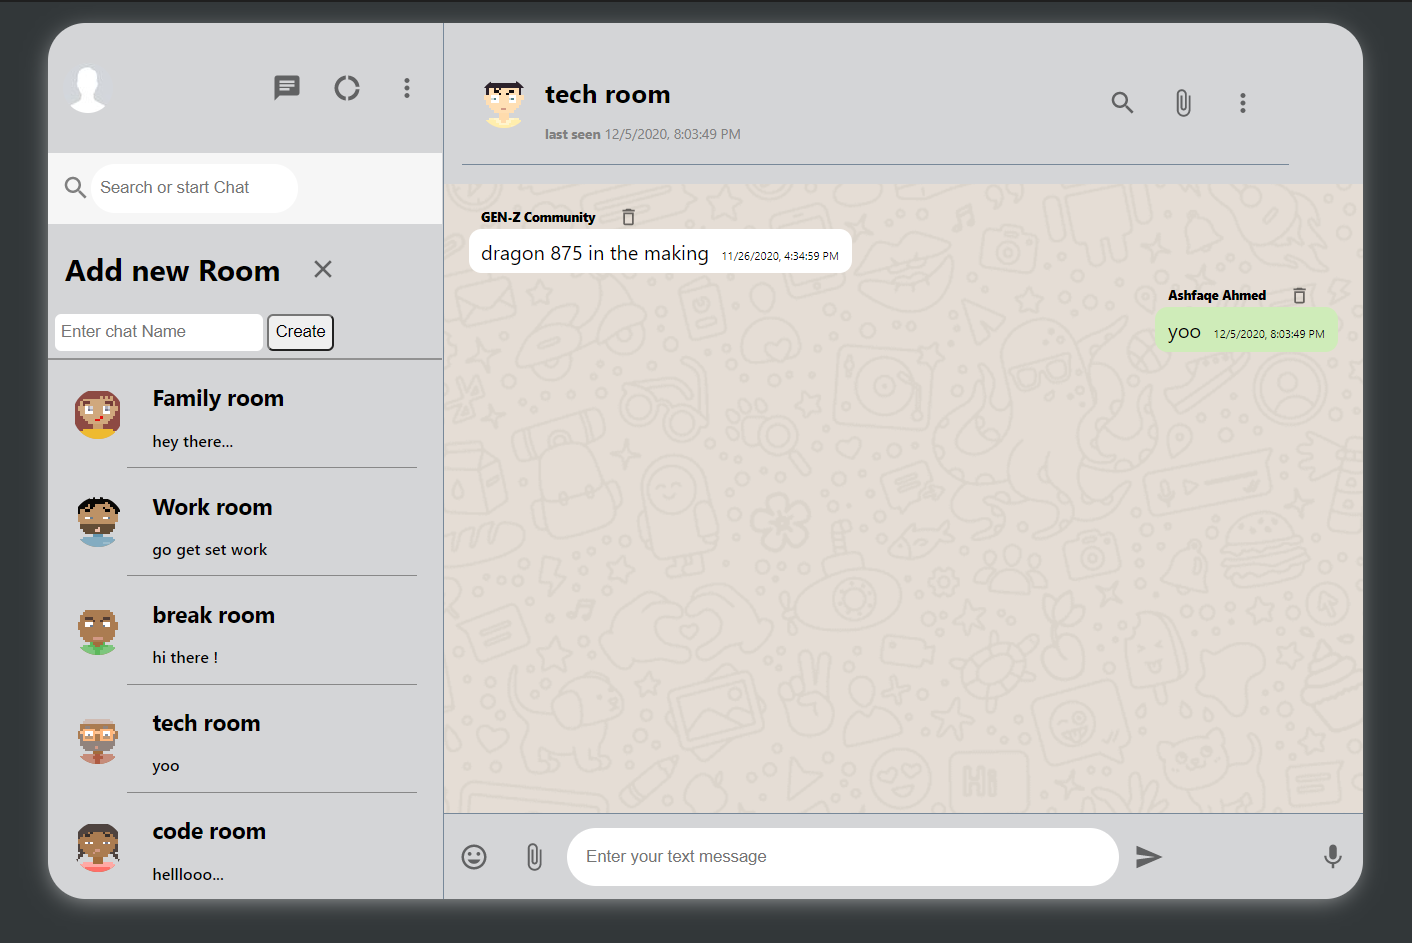 Search or start Chat
Add new Room
Enter chat Name
Create
Family room
hey there...
Work room
go get set work
break room
hi there !
tech room
yoo
code room
helllooo...
tech room
last seen 12/5/2020, 8:03:49 PM
GEN-Z Community
dragon 875 in the making 11/26/2020, 4:34:59 PM
Ashfaqe Ahmed
yoo 12/5/2020, 8:03:49 PM
Hi
Enter your text message